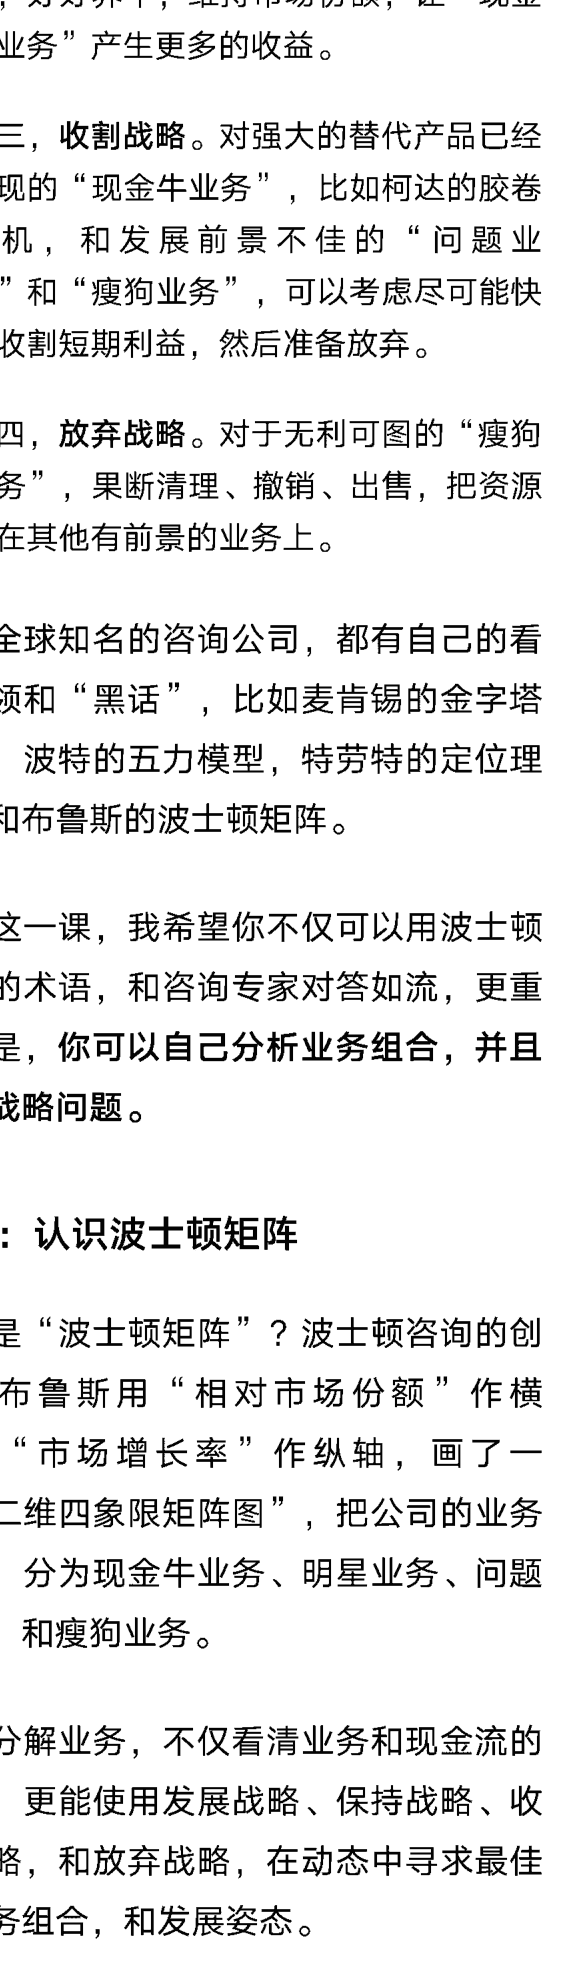 业务”产生更多的收益。
三，收割战略。对强大的替代产品已经
现的“现金牛业务”，比如柯达的胶卷
机，和发展前景不佳的“问题业
”和“瘦狗业务”，可以考虑尽可能快
收割短期利益，然后准备放弃。
四，放弃战略。对于无利可图的“瘦狗
务”，果断清理、撤销、出售，把资源
在其他有前景的业务上。
全球知名的咨询公司，都有自己的看
领和“黑话”，比如麦肯锡的金字塔
波特的五力模型，特劳特的定位理
和布鲁斯的波士顿矩阵。
这一课，我希望你不仅可以用波士顿
的术语，和咨询专家对答如流，更重
是，你可以自己分析业务组合，并且
战略问题。
：认识波士顿矩阵
是“波士顿矩阵”？波士顿咨询的创
布鲁斯用“相对市场份额”作横
“市场增长率”作纵轴，画了一
二维四象限矩阵图”，把公司的业务
分为现金牛业务、明星业务、问题
和瘦狗业务。
分解业务，不仅看清业务和现金流的
更能使用发展战略、保持战略、收
略，和放弃战略，在动态中寻求最佳
务组合，和发展姿态。